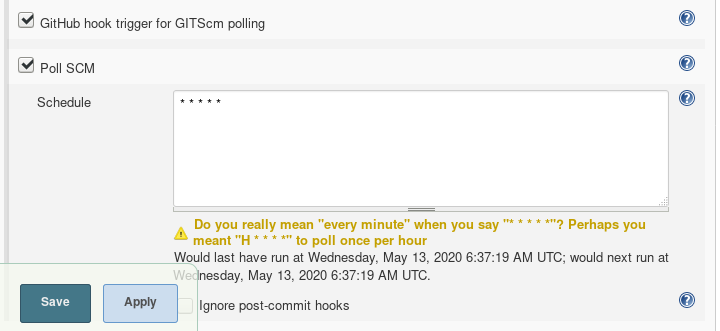 GitHub hook trigger for GITScm polling
Poll SCM
Schedule
* * * * *
Do you really mean "every minute" when you say "* * * * *"? Perhaps you
meant "H * * * *" to poll once per hour
Would last have run at Wednesday, May 13, 2020 6:37:19 AM UTC; would next run at
Wednesday, May 13, 2020 6:37:19 AM UTC.
Save
Apply
Ignore post-commit hooks